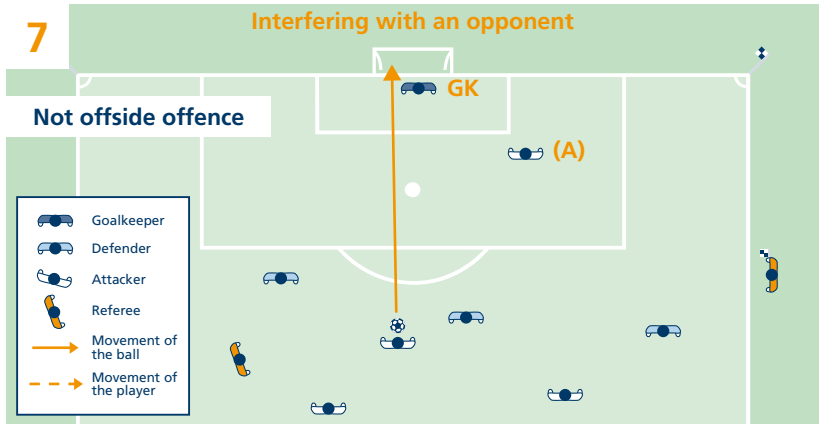 7
Interfering with an opponent
GK
Not offside offence
(A)
Goalkeeper
Defender
Attacker
Referee
Movement of
the ball
Movement of
the player